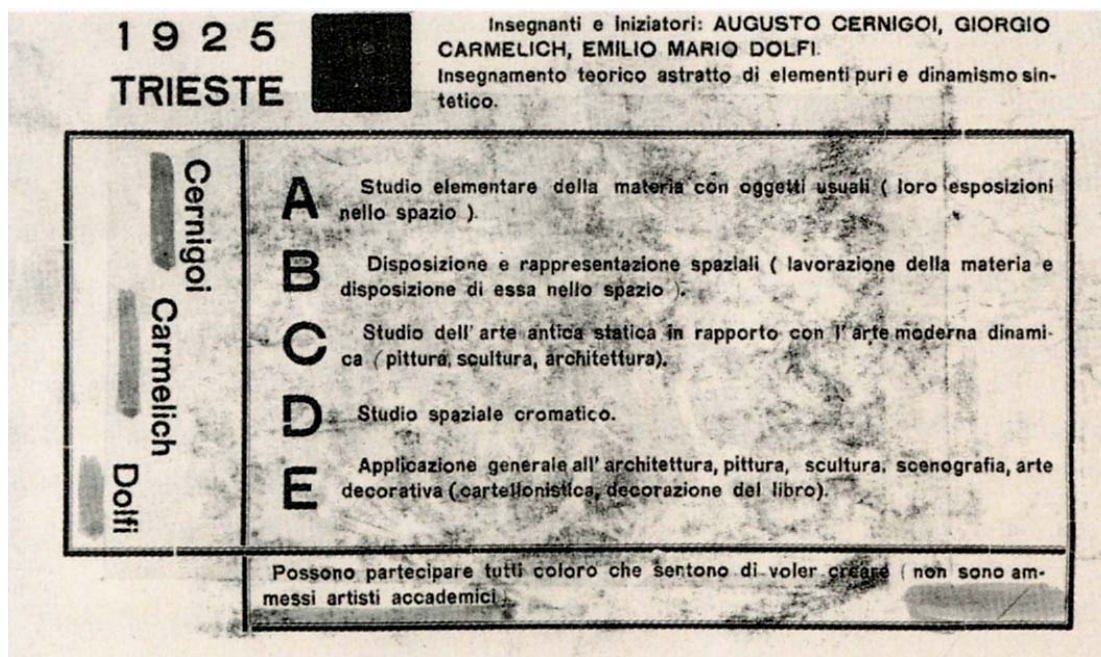 1 9 2 5
TRIESTE
Insegnanti e iniziatori: AUGUSTO CERNIGOI, GIORGIO
CARMELICH, EMILIO MARIO DOLFI.
Insegnamento teorico astratto di elementi puri e dinamismo sin-
tetico.
Cernigoi
Carmelich
Dolfi
A Studio elementare della materia con oggetti usuali ( loro esposizioni
nello spazio ).
B Disposizione e rappresentazione spaziali ( lavorazione della materia e
disposizione di essa nello spazio ).
C Studio dell' arte antica statica in rapporto con l' arte moderna dinami-
ca ( pittura, scultura, architettura).
D Studio spaziale cromatico.
E Applicazione generale all' architettura, pittura, scultura, scenografia, arte
decorativa ( cartellonistica, decorazione del libro).
Possono partecipare tutti coloro che sentono di voler creare ( non sono am-
messi artisti accademici ).